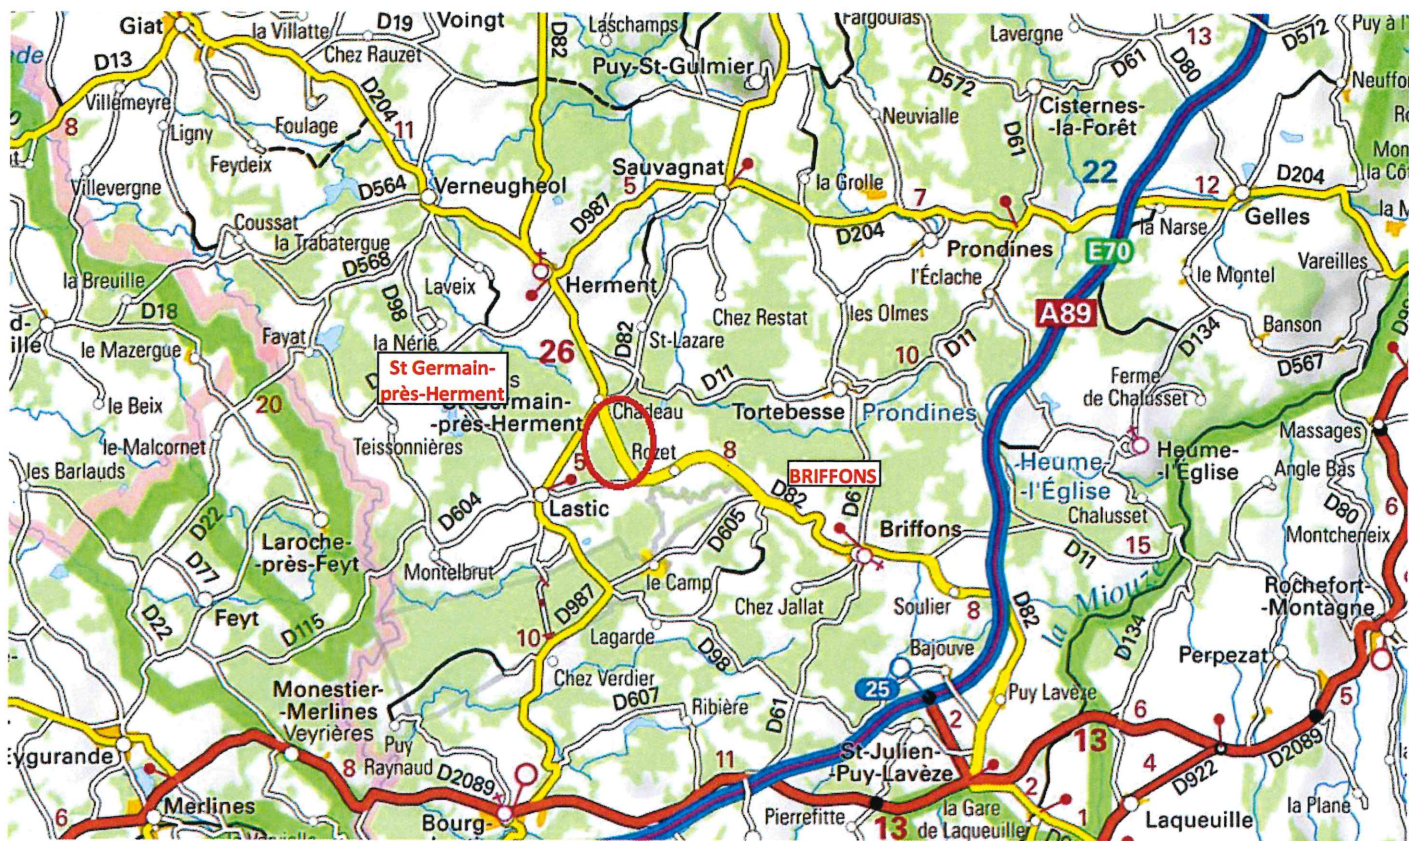 Giat
la Villatte
D19
Voingt
Chez Rauzet
D82
Laschamps
Fargoulas
Lavergne
13
D572
D61
D80
Puy-St-Gulmier
D572
Cisternes-
-la-Forêt
D13
Villemeyre
8
D204
11
Foulage
Ligny
Feydeix
Neuvialle
D61
22
Villevergne
D564
Verneugheol
Sauvagnat
5
D987
la Grolle
7
D204
12
D204
Gelles
la Narse
Coussat
la Trabatergue
D568
Prondines
E70
la Breuille
Laveix
D98
Herment
l'Éclache
le Montel
Vareilles
D18
Fayat
Chez Restat
les Olmes
A89
Banson
le Mazergue
la Nérie
26
D82
St-Lazare
10
D11
D134
D567
St Germain-
près-Herment
Germain-
-près-Herment
Chadeau
D11
Tortebesse
Prondines
Ferme
de Chalusset
le Beix
20
Massages
le-Malcornet
Teissonnières
Rozet
8
Heume-
-l'Église
Heume-
-l'Église
Angle Bas
les Barlauds
5
BRIFFONS
Lastic
D604
D82
Chalusset
D80
6
D22
D605
Briffons
Montcheneix
Laroche-
-près-Feyt
D11
15
D77
Montelbrut
le Camp
Chez Jallat
Soulier
8
D82
la Miouze
Rochefort-
-Montagne
Feyt
D22
D115
D987
10
Lagarde
D98
Bajouve
D134
Perpezat
Chez Verdier
25
Puy Lavèze
Monestier-
-Merlines
Veyrières
D607
Ribière
D61
2
6
5
Eygurande
Puy
Raynaud
8
D2089
11
St-Julien-
-Puy-Lavèze
13
D2089
4
D922
6
Merlines
Bourg-
Pierrefitte
13
la Gare
de Laqueuille
2
1
Laqueuille
la Plane